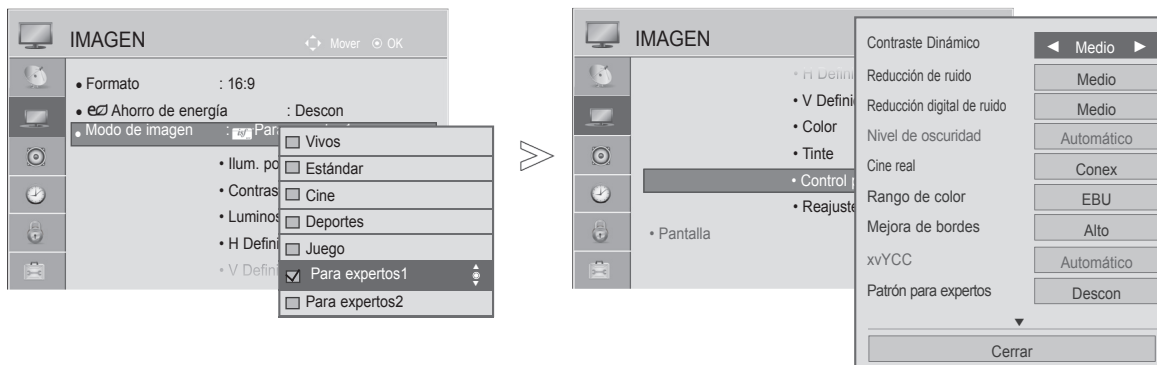 IMAGEN
Mover OK
• Formato : 16:9
• Ahorro de energía : Descon
• Modo de imagen : Par
Vivos
Estándar
Cine
Deportes
Juego
Para expertos1
Para expertos2
• Ilum. po
• Contras
• Luminos
• H Defini
• V Defini
IMAGEN
• H Defini
• V Defini
• Color
• Tinte
• Control
• Reajuste
• Pantalla
Contraste Dinámico ◄ Medio ►
Reducción de ruido Medio
Reducción digital de ruido Medio
Nivel de oscuridad Automático
Cine real Conex
Rango de color EBU
Mejora de bordes Alto
xvYCC Automático
Patrón para expertos Descon
Cerrar